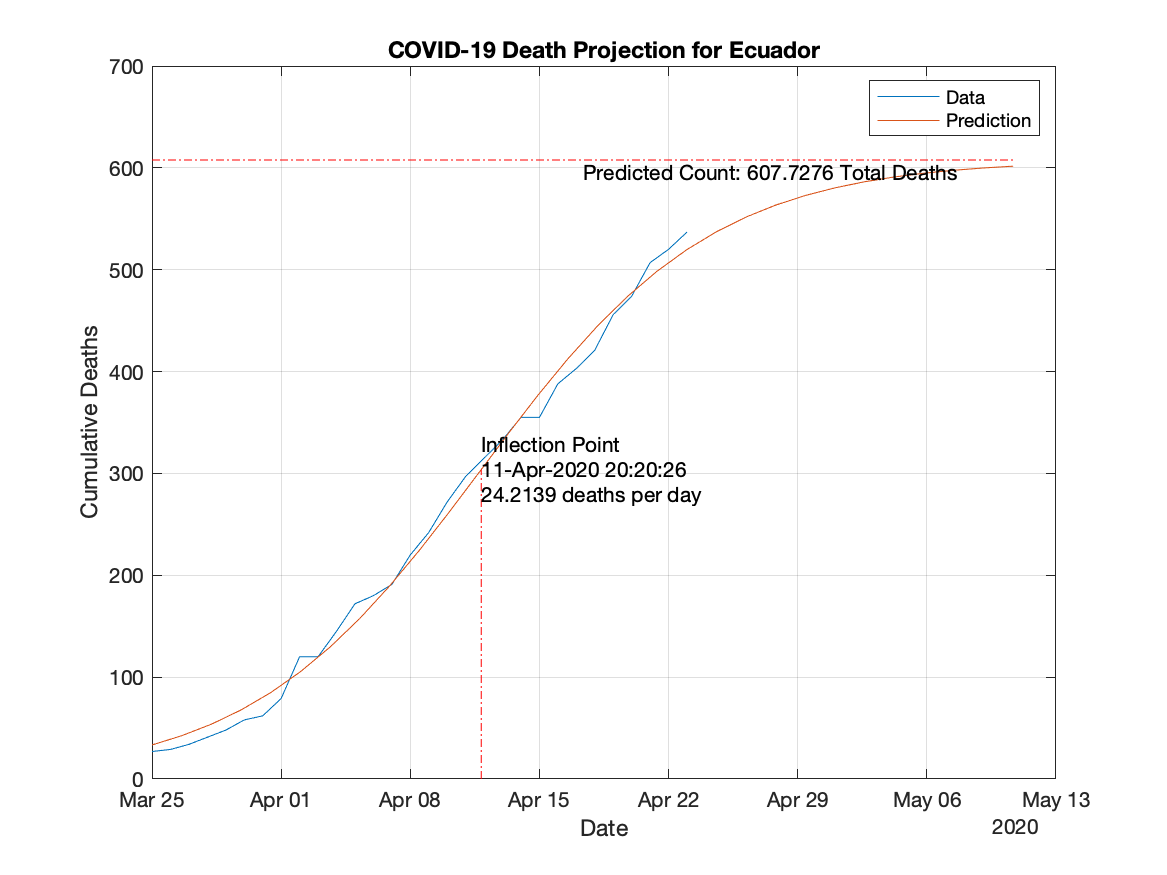 COVID-19 Death Projection for Ecuador
700
600
500
400
300
200
100
0
Cumulative Deaths
Data
Prediction
Predicted Count: 607.7276 Total Deaths
Inflection Point
11-Apr-2020 20:20:26
24.2139 deaths per day
Mar 25 Apr 01 Apr 08 Apr 15 Apr 22 Apr 29 May 06 May 13
Date
2020